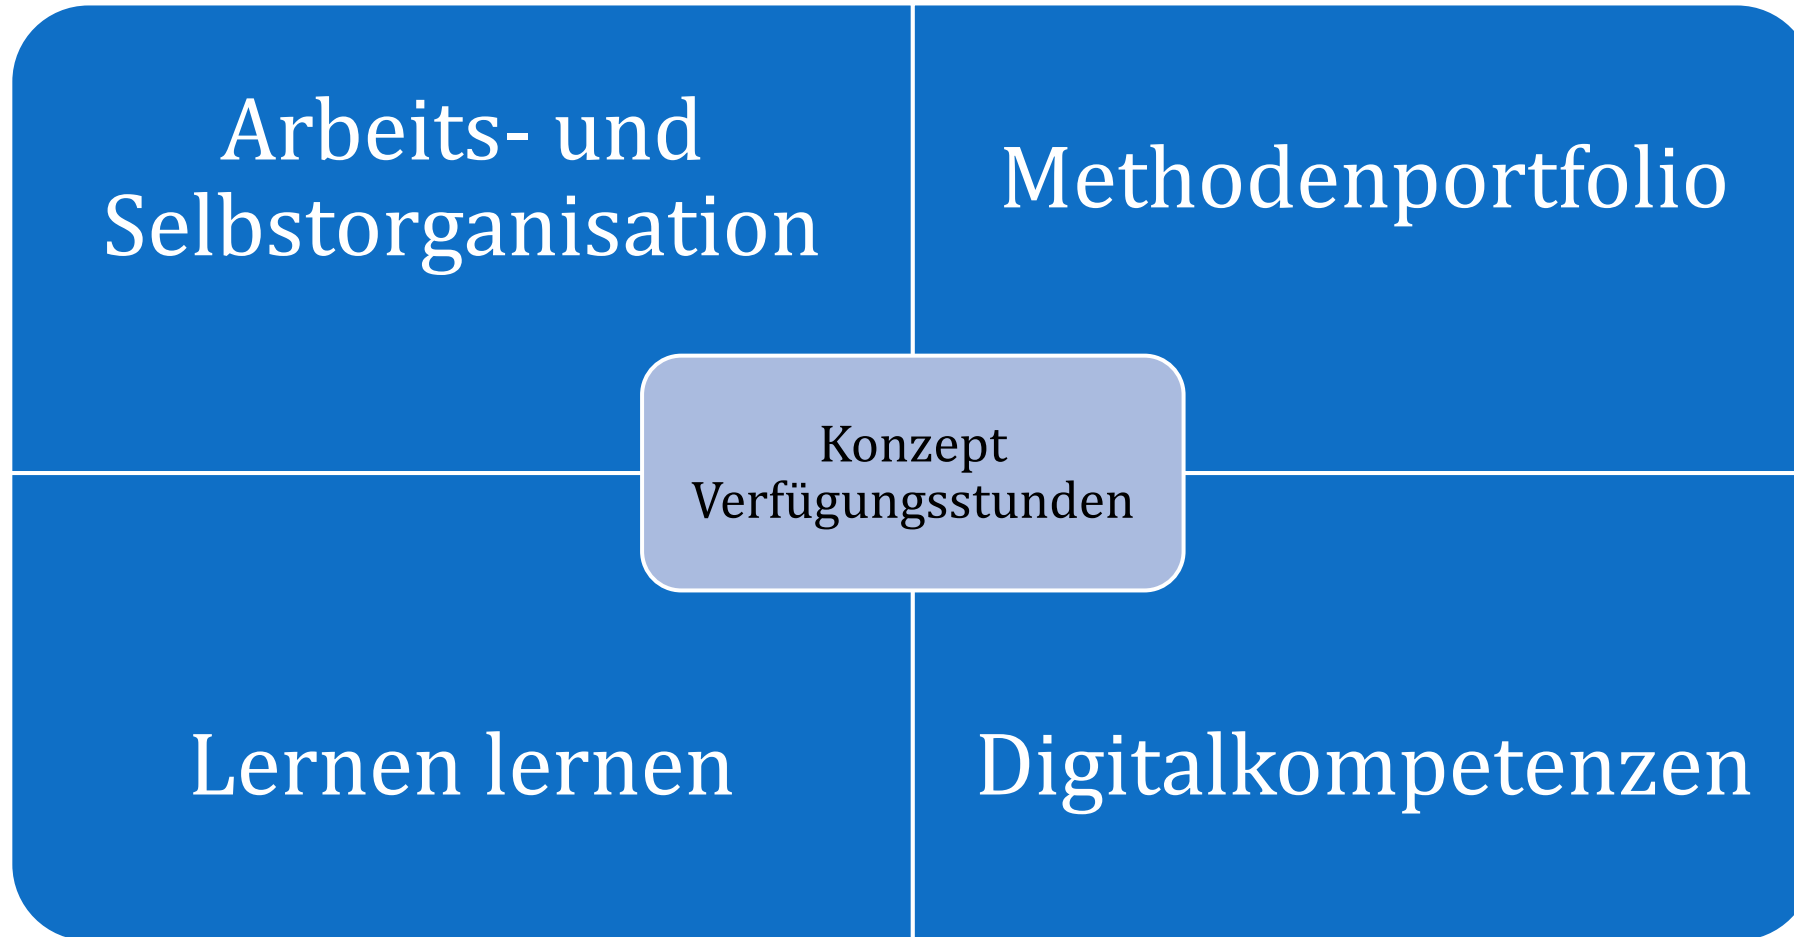 Arbeits- und
Selbstorganisation
Methodenportfolio
Konzept
Verfügungsstunden
Lernen lernen
Digitalkompetenzen